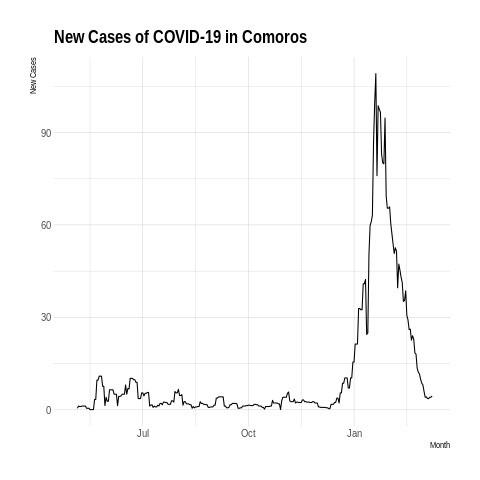 New Cases of COVID-19 in Comoros
New Cases
90
60
30
0
Jul Oct Jan
Month